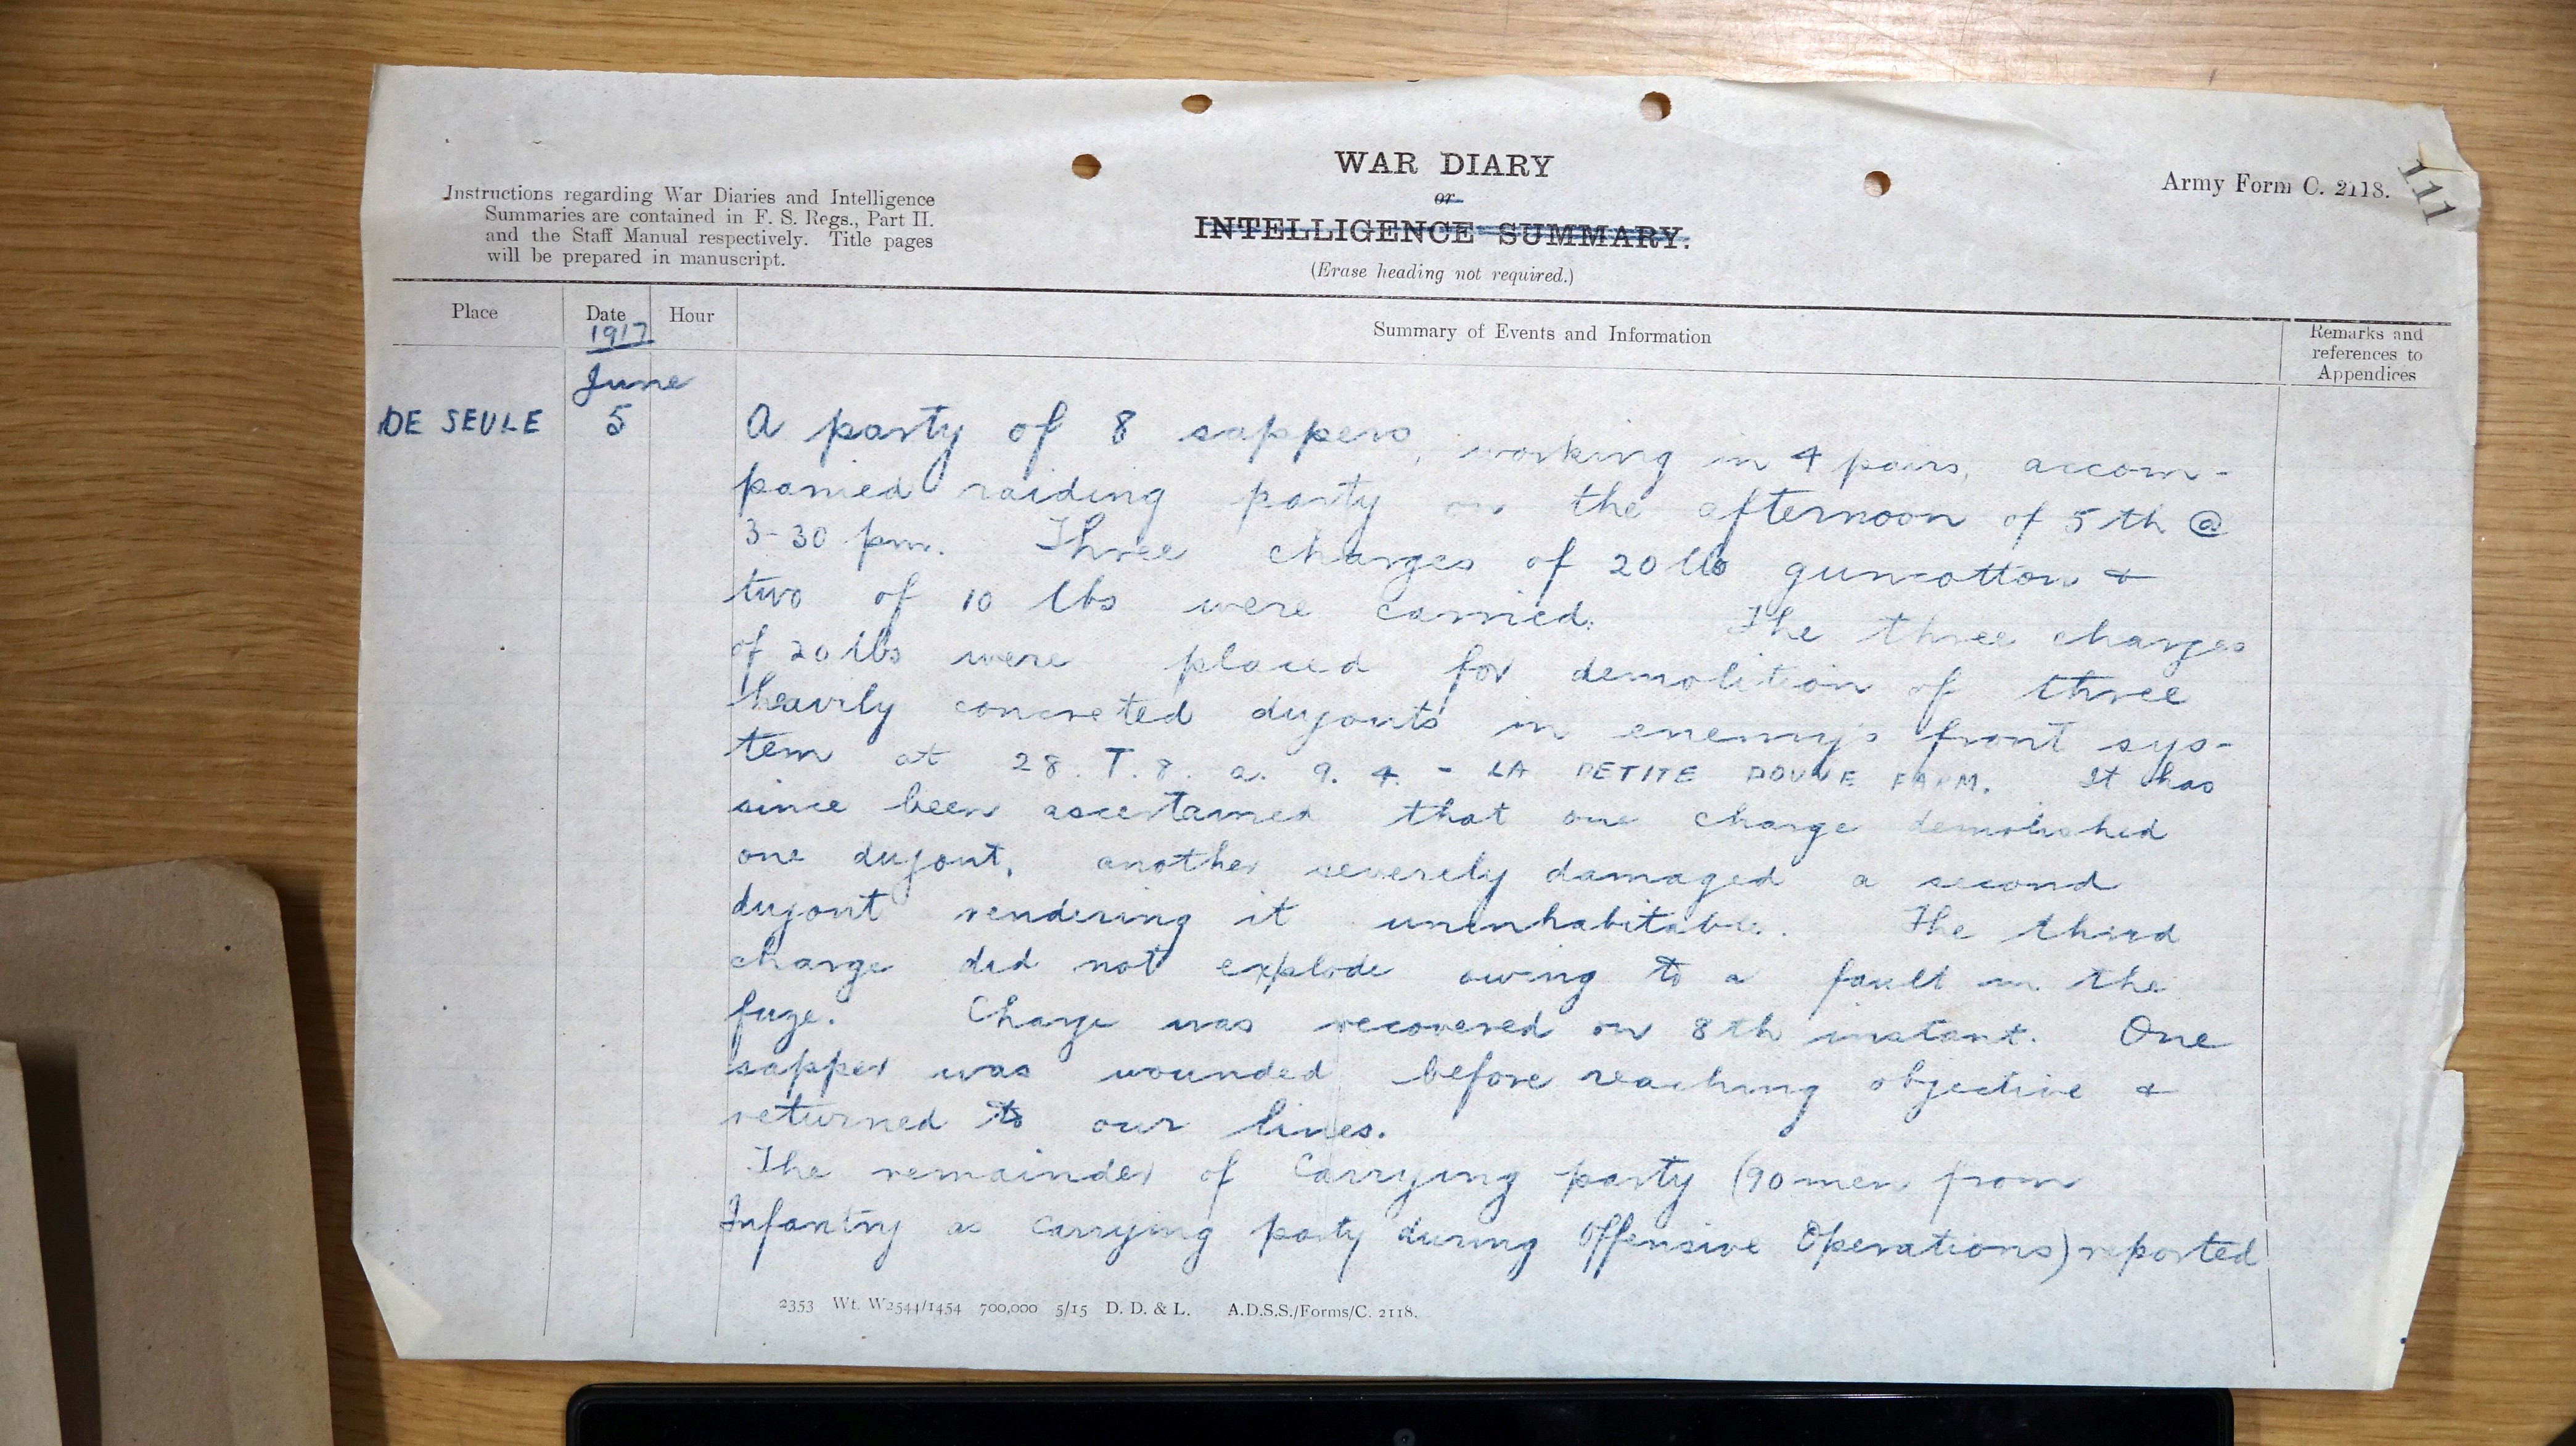 WAR DIARY
or
INTELLIGENCE SUMMARY.
(Erase heading not required.)
Instructions regarding War Diaries and Intelligence
Summaries are contained in F. S. Regs., Part II.
and the Staff Manual respectively. Title pages
will be prepared in manuscript.
Army Form C. 2118.
111
Place
Date
Hour
Summary of Events and Information
Remarks and
references to
Appendices
1917
June
DE SEULE 5 A party of 8 sappers, working in 4 pairs, accom-
panied raiding party on the afternoon of 5th @
3-30 pm. Three charges of 20 lbs guncotton &
two of 10 lbs were carried. The three charges
of 20 lbs were placed for demolition of three
heavily concreted dugouts in enemy's front sys-
tem at 28. T. 8. a. 9. 4. - LA PETITE DOUVE FARM. It has
since been ascertained that one charge demolished
one dugout, another severely damaged a second
dugout rendering it uninhabitable. The third
charge did not explode owing to a fault in the
fuze. Charge was recovered on 8th instant. One
sapper was wounded before reaching objective &
returned to our lines.
The remainder of Carrying party (90 men from
Infantry as carrying party during Offensive Operations) reported
2353 Wt. W2544/1454 700,000 5/15 D. D. & L. A.D.S.S./Forms/C. 2118.